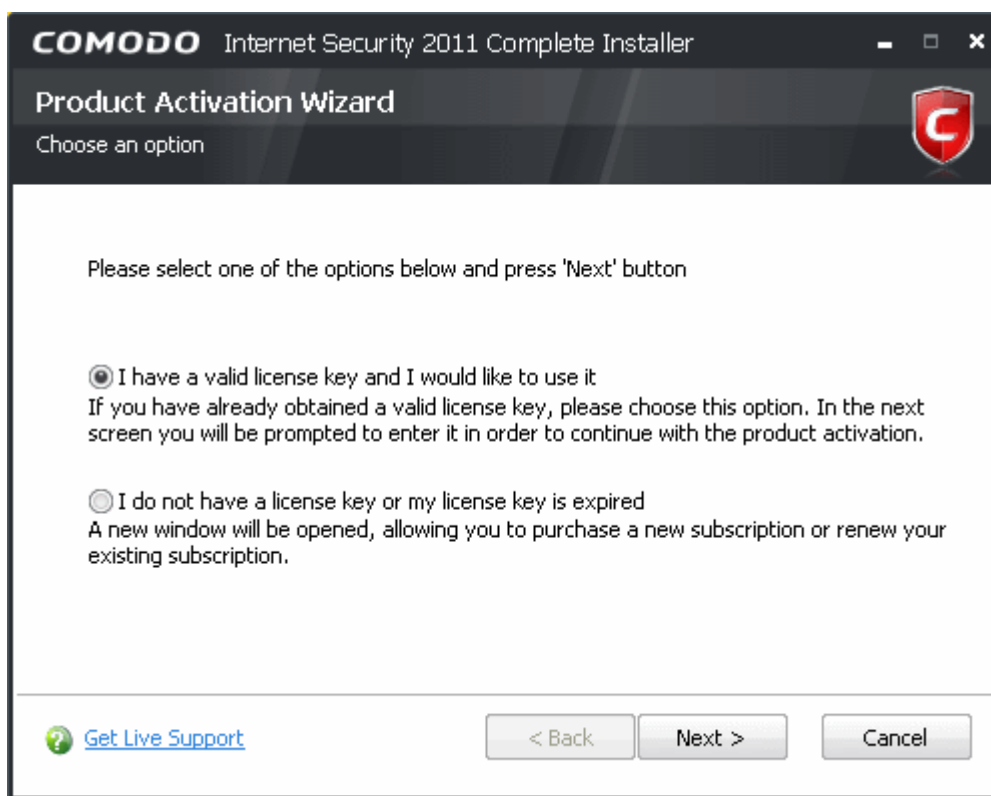 COMODO Internet Security 2011 Complete Installer
Product Activation Wizard
Choose an option
Please select one of the options below and press 'Next' button
I have a valid license key and I would like to use it
If you have already obtained a valid license key, please choose this option. In the next
screen you will be prompted to enter it in order to continue with the product activation.
I do not have a license key or my license key is expired
A new window will be opened, allowing you to purchase a new subscription or renew your
existing subscription.
Get Live Support
< Back
Next >
Cancel